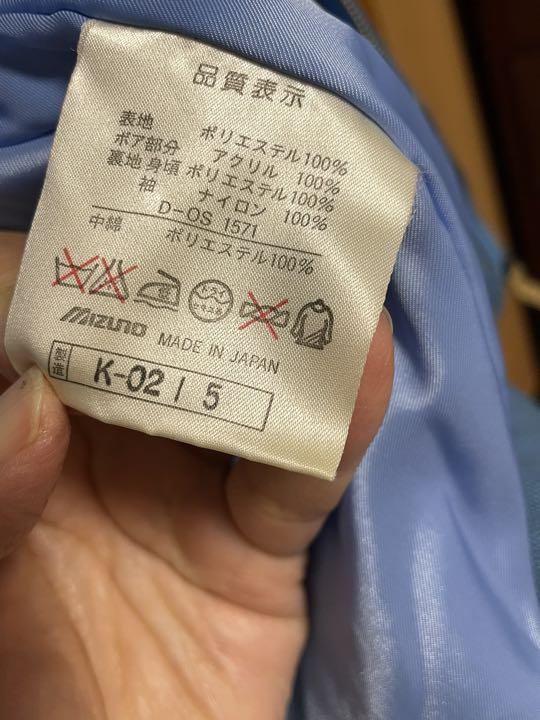 品質表示
表地 ポリエステル100%
ボア部分 アクリル 100%
裏地 身頃 ポリエステル100%
袖 ナイロン 100%
D-OS 1571
中綿 ポリエステル100%
MIZUNO MADE IN JAPAN
製造 K-02 / 5